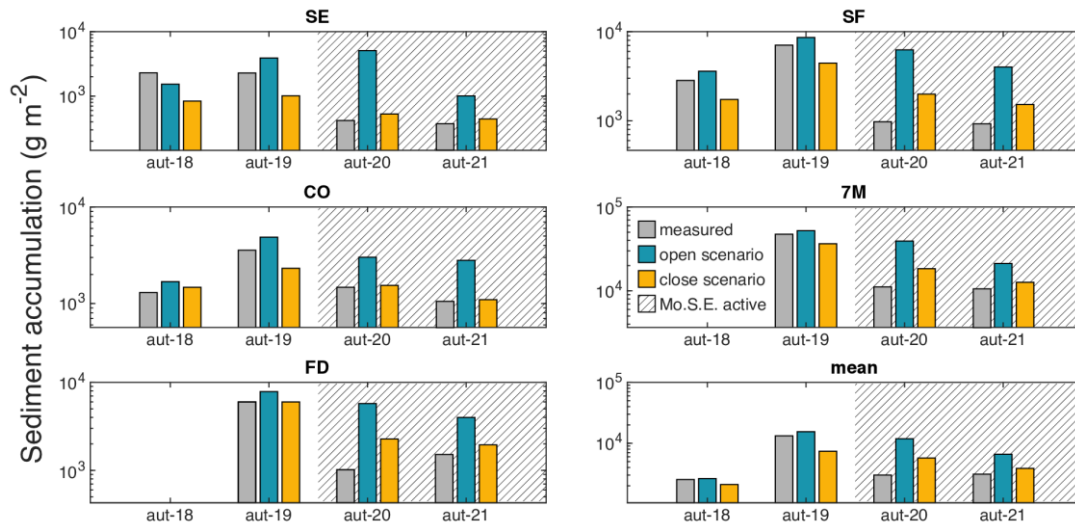 Sediment accumulation (g m⁻²)
SE
10⁴
10³
aut-18 aut-19 aut-20 aut-21
SF
10⁴
10³
aut-18 aut-19 aut-20 aut-21
CO
10⁴
10³
aut-18 aut-19 aut-20 aut-21
7M
10⁵
10⁴
measured
open scenario
close scenario
Mo.S.E. active
aut-18 aut-19 aut-20 aut-21
FD
10⁴
10³
aut-18 aut-19 aut-20 aut-21
mean
10⁵
10⁴
aut-18 aut-19 aut-20 aut-21